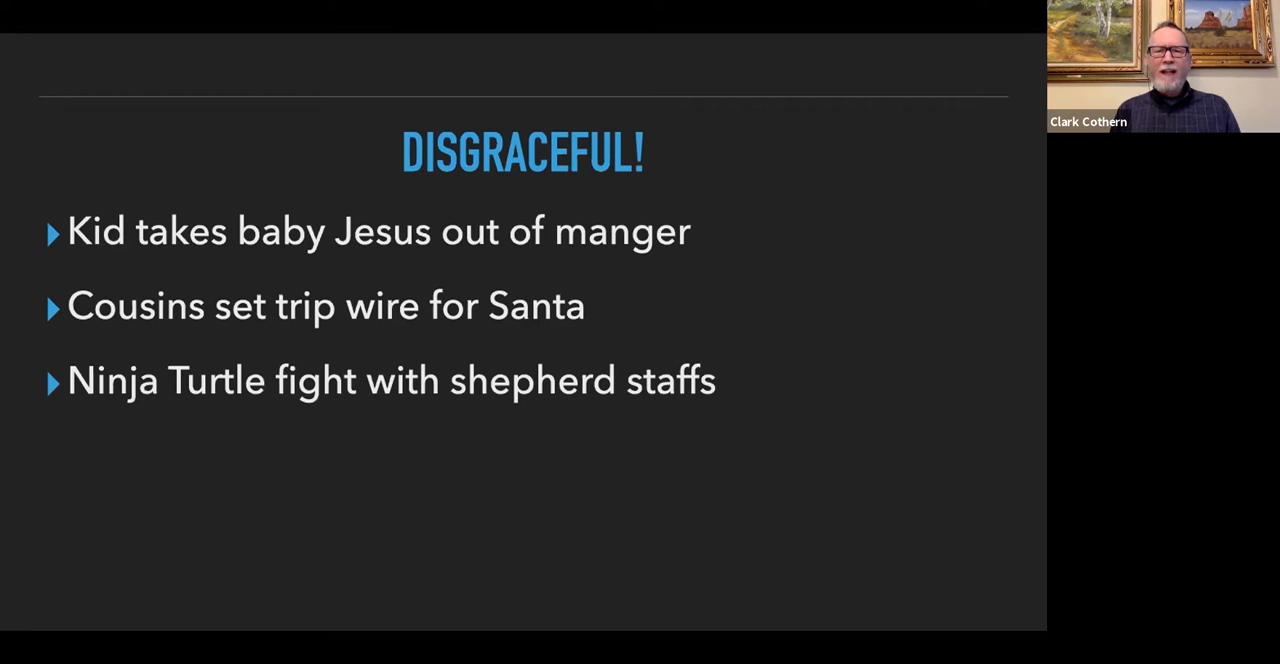 DISGRACEFUL!
Kid takes baby Jesus out of manger
Cousins set trip wire for Santa
Ninja Turtle fight with shepherd staffs
Clark Cothern